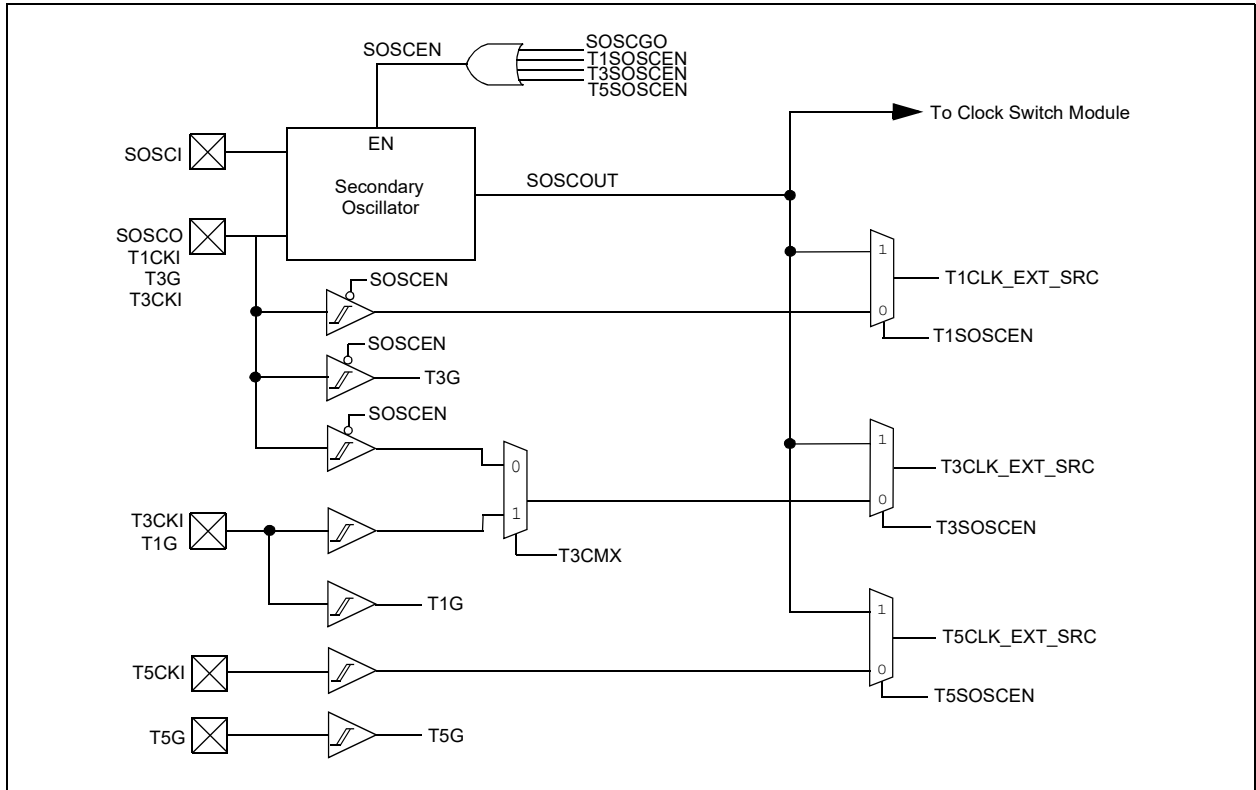 SOSCEN
SOSCGO
T1SOSCEN
T3SOSCEN
T5SOSCEN
To Clock Switch Module
SOSCI
EN
Secondary
Oscillator
SOSCOUT
SOSCO
T1CKI
T3G
T3CKI
SOSCEN
1
0
T1CLK_EXT_SRC
T1SOSCEN
SOSCEN
T3G
SOSCEN
0
1
T3CMX
1
0
T3CLK_EXT_SRC
T3SOSCEN
T3CKI
T1G
T1G
1
0
T5CLK_EXT_SRC
T5SOSCEN
T5CKI
T5G
T5G